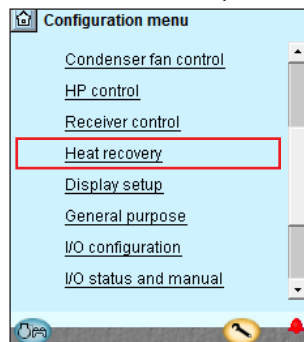 Configuration menu
Condenser fan control
HP control
Receiver control
Heat recovery
Display setup
General purpose
I/O configuration
I/O status and manual